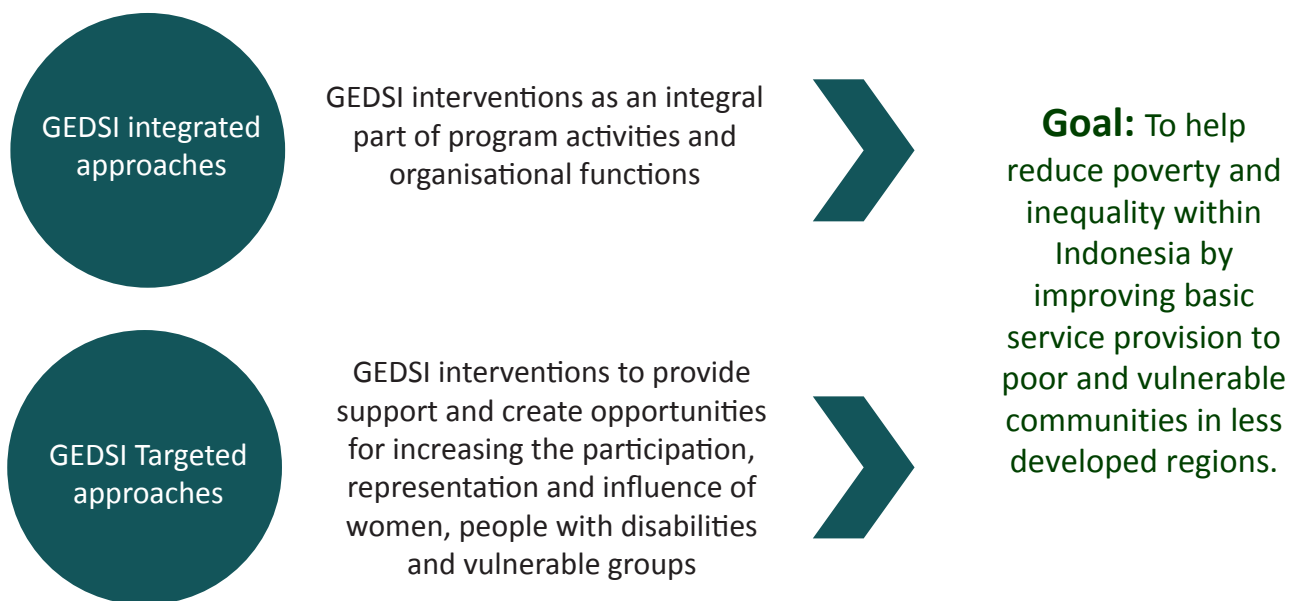 GEDSI integrated
approaches
GEDSI interventions as an integral
part of program activities and
organisational functions
GEDSI Targeted
approaches
GEDSI interventions to provide
support and create opportunities
for increasing the participation,
representation and influence of
women, people with disabilities
and vulnerable groups
Goal: To help
reduce poverty and
inequality within
Indonesia by
improving basic
service provision to
poor and vulnerable
communities in less
developed regions.